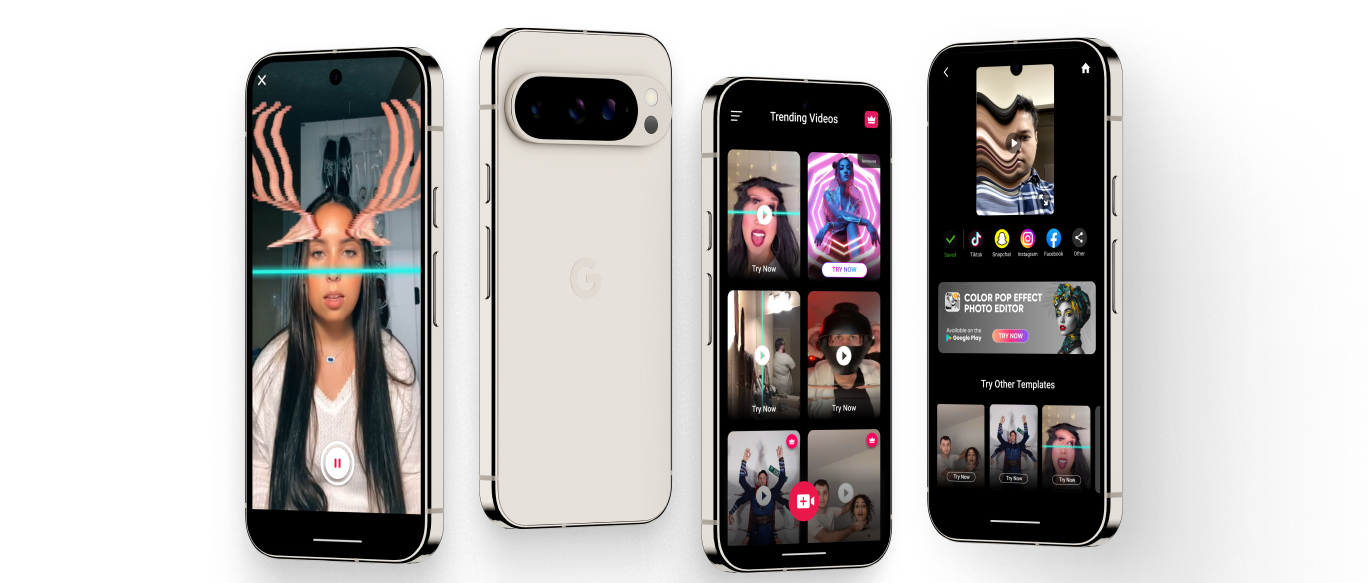 Trending Videos
Sponsored
Try Now
TRY NOW
Try Now
Try Now
Saved
Tiktok
Snapchat
Instagram
Facebook
Other
COLOR POP EFFECT
PHOTO EDITOR
Available on the
Google Play
TRY NOW
Try Other Templates
Try Now
Try Now
Try Now